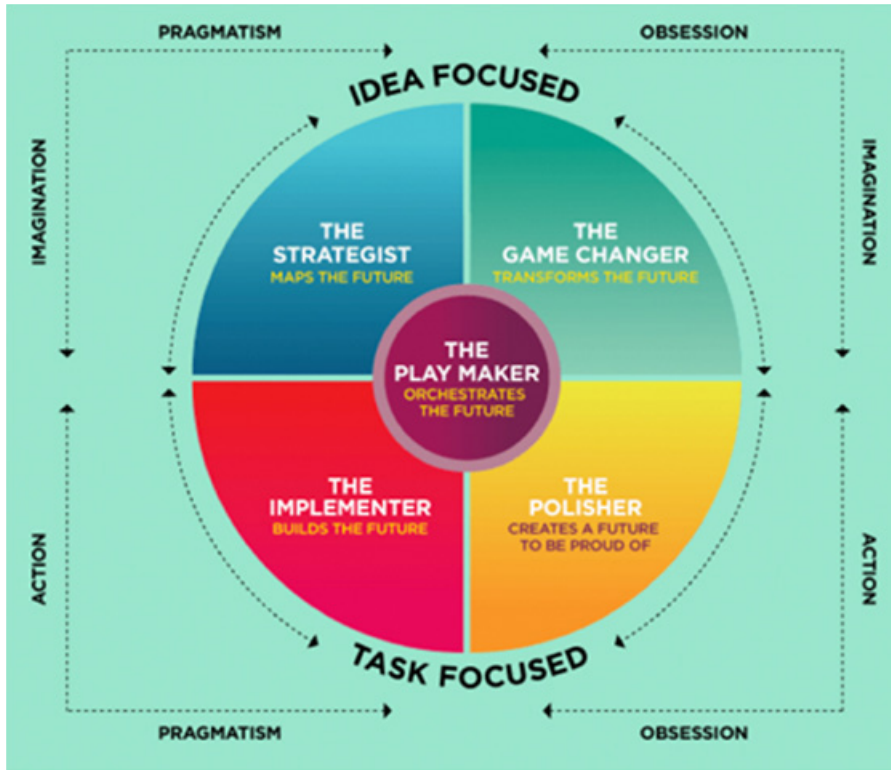 PRAGMATISM
OBSESSION
IDEA FOCUSED
IMAGINATION
IMAGINATION
THE
STRATEGIST
MAPS THE FUTURE
THE
GAME CHANGER
TRANSFORMS THE FUTURE
THE
PLAY MAKER
ORCHESTRATES
THE FUTURE
THE
IMPLEMENTER
BUILDS THE FUTURE
THE
POLISHER
CREATES A FUTURE
TO BE PROUD OF
ACTION
ACTION
TASK FOCUSED
PRAGMATISM
OBSESSION